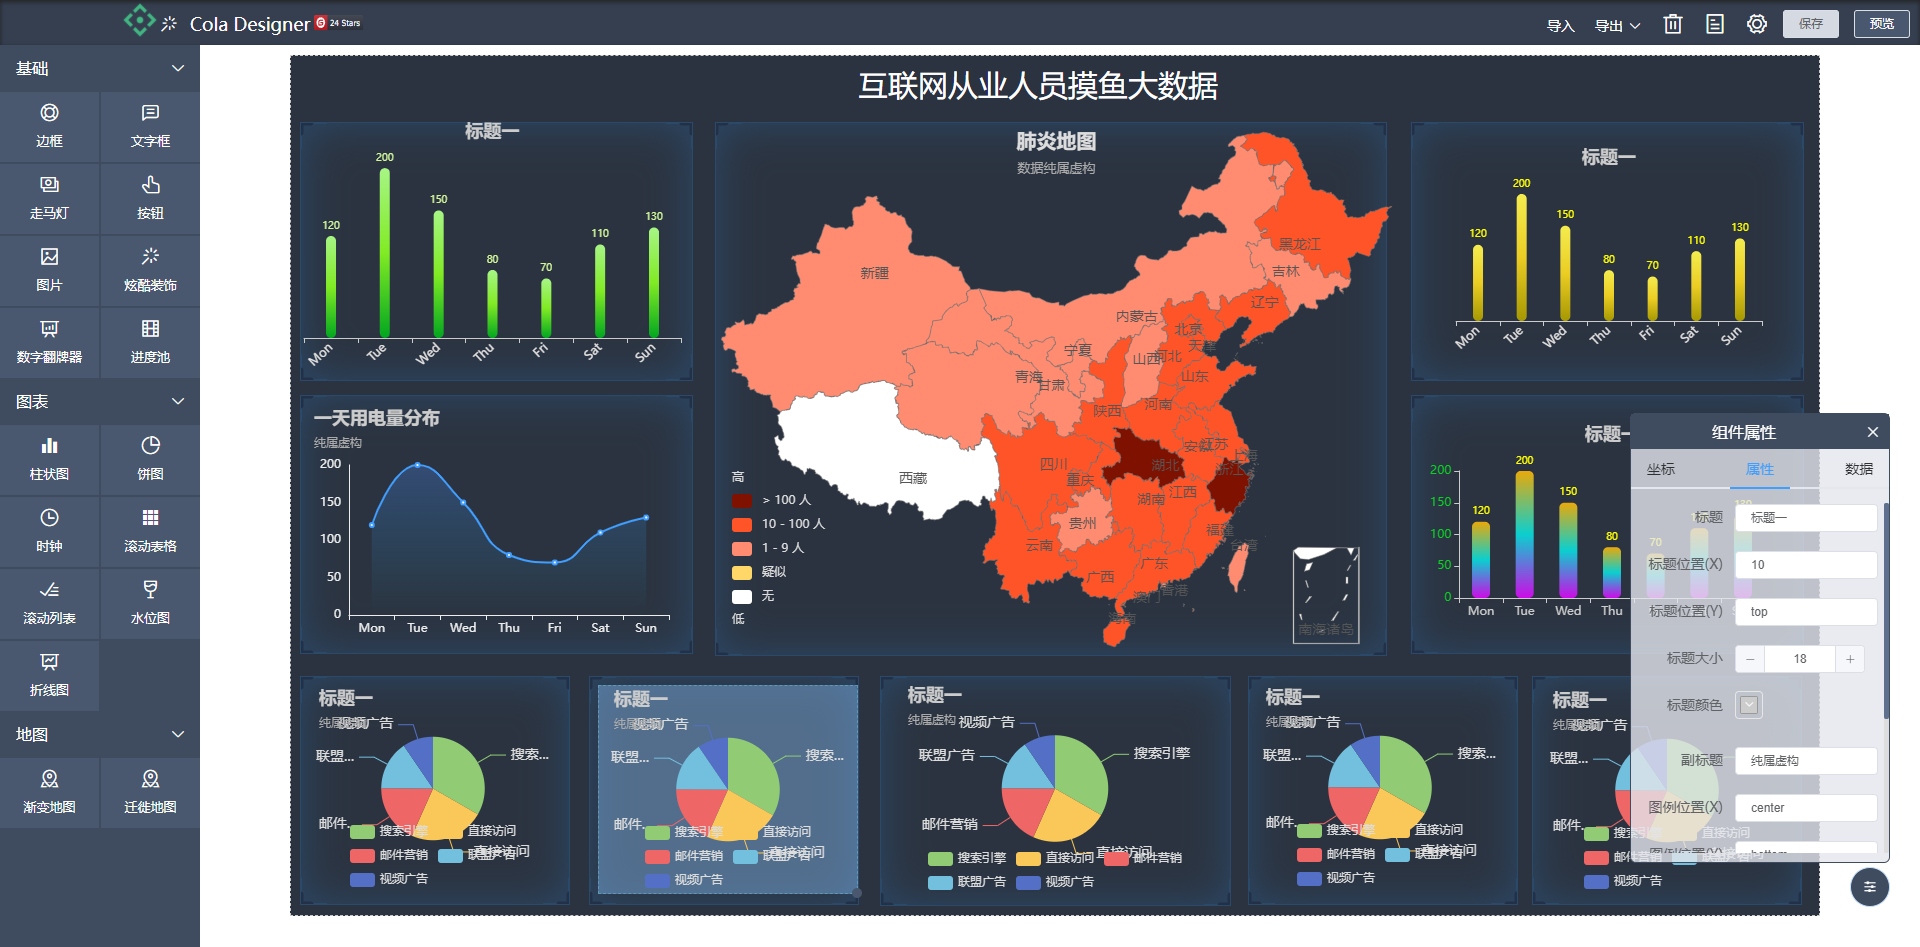 Cola Designer
24 Stars
导入
导出
保存
预览
基础
边框
文字框
走马灯
按钮
图片
炫酷装饰
数字翻牌器
进度池
图表
柱状图
饼图
时钟
滚动表格
滚动列表
水位图
折线图
地图
渐变地图
迁徙地图
互联网从业人员摸鱼大数据
标题一
120
200
150
80
70
110
130
Mon
Tue
Wed
Thu
Fri
Sat
Sun
一天用电量分布
纯属虚构
200
150
100
50
0
Mon
Tue
Wed
Thu
Fri
Sat
Sun
肺炎地图
数据纯属虚构
黑龙江
吉林
新疆
辽宁
内蒙古
北京
天津
宁夏
山西
河北
青海
甘肃
山东
陕西
河南
安徽
江苏
上海
四川
湖北
浙江
西藏
重庆
湖南
江西
贵州
福建
云南
台湾
广西
广东
澳门
香港
海南
南海诸岛
高
> 100 人
10 - 100 人
1 - 9 人
疑似
无
低
标题一
120
200
150
80
70
110
130
Mon
Tue
Wed
Thu
Fri
Sat
Sun
标题一
200
150
100
50
0
120
200
150
80
70
Mon
Tue
Wed
Thu
组件属性
坐标
属性
数据
标题
标题一
标题位置(X)
10
标题位置(Y)
top
标题大小
18
标题颜色
副标题
纯属虚构
图例位置(X)
center
图例位置(Y)
bottom
标题一
纯属虚构
视频广告
联盟...
搜索...
邮件...
直接访问
搜索引擎
直接访问
邮件营销
联盟广告
视频广告
标题一
纯属虚构
视频广告
联盟...
搜索...
邮件...
直接访问
搜索引擎
直接访问
邮件营销
联盟广告
视频广告
标题一
纯属虚构
视频广告
联盟广告
搜索引擎
邮件营销
直接访问
搜索引擎
直接访问
邮件营销
联盟广告
视频广告
标题一
纯属虚构
视频广告
联盟...
搜索...
邮件...
直接访问
搜索引擎
直接访问
邮件营销
联盟广告
视频广告
标题一
纯属虚构
视频广告
联盟...
邮件...
搜索引擎
直接访问
邮件营销
视频广告